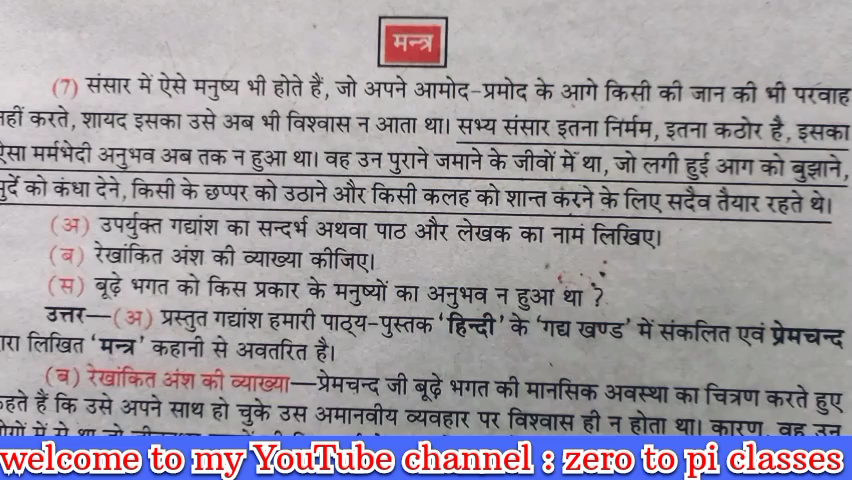 मन्त्र
(7) संसार में ऐसे मनुष्य भी होते हैं, जो अपने आमोद-प्रमोद के आगे किसी की जान की भी परवाह
नहीं करते, शायद इसका उसे अब भी विश्वास न आता था। सभ्य संसार इतना निर्मम, इतना कठोर है, इसका
ऐसा मर्मभेदी अनुभव अब तक न हुआ था। वह उन पुराने जमाने के जीवों में था, जो लगी हुई आग को बुझाने,
मुर्दे को कंधा देने, किसी के छप्पर को उठाने और किसी कलह को शान्त करने के लिए सदैव तैयार रहते थे।
(अ) उपर्युक्त गद्यांश का सन्दर्भ अथवा पाठ और लेखक का नाम लिखिए।
(ब) रेखांकित अंश की व्याख्या कीजिए।
(स) बूढ़े भगत को किस प्रकार के मनुष्यों का अनुभव न हुआ था ?
उत्तर—(अ) प्रस्तुत गद्यांश हमारी पाठ्य-पुस्तक 'हिन्दी' के 'गद्य खण्ड' में संकलित एवं प्रेमचन्द
लिखित 'मन्त्र' कहानी से अवतरित है।
(ब) रेखांकित अंश की व्याख्या—प्रेमचन्द जी बूढ़े भगत की मानसिक अवस्था का चित्रण करते हुए
कहते हैं कि उसे अपने साथ हो चुके उस अमानवीय व्यवहार पर विश्वास ही न होता था। कारण, वह उन
welcome to my YouTube channel : zero to pi classes